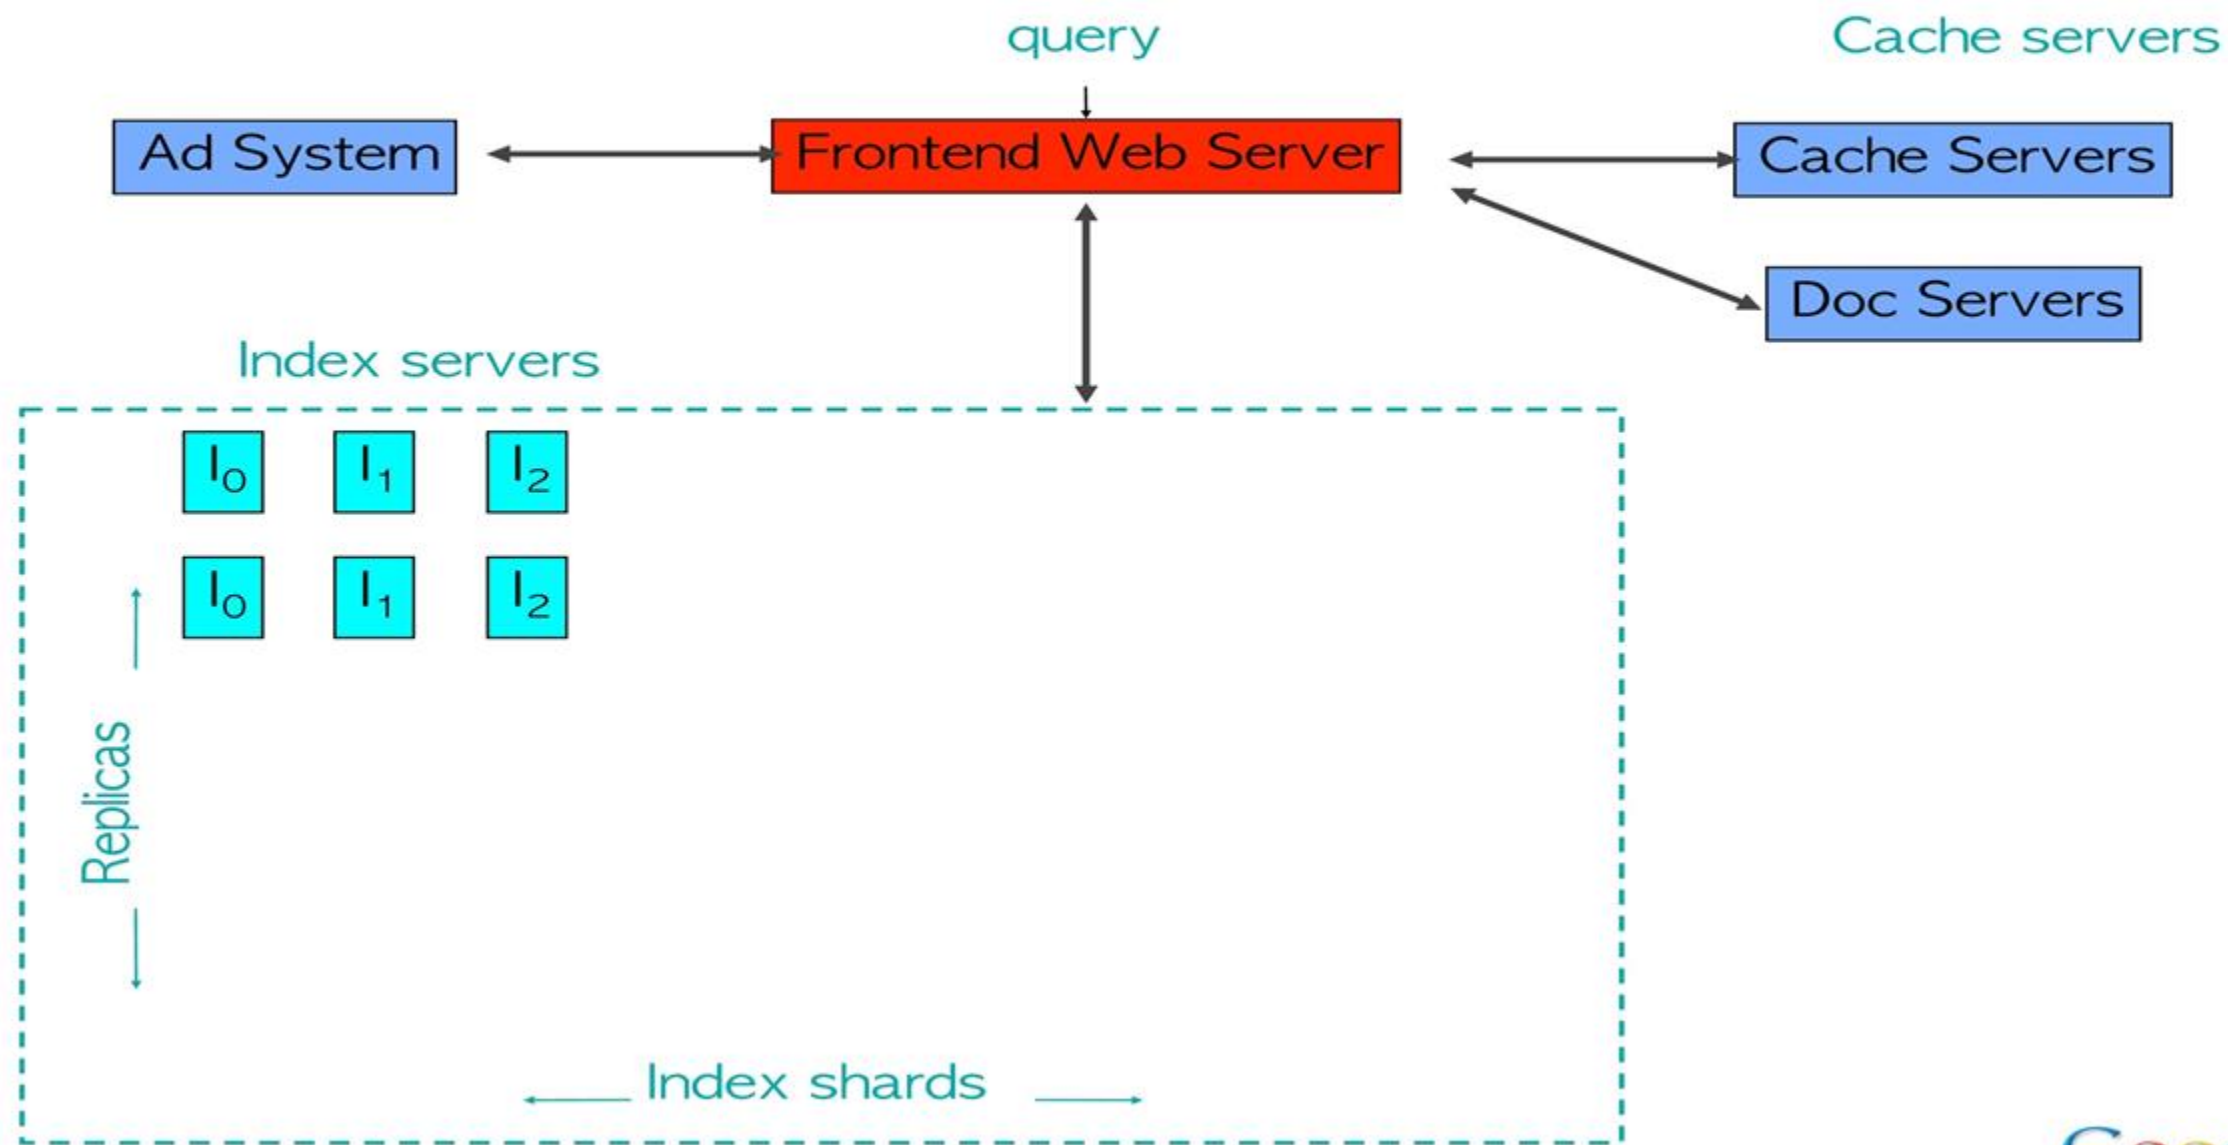 query
Cache servers
Ad System
Frontend Web Server
Cache Servers
Doc Servers
Index servers
I0 I1 I2
I0 I1 I2
Replicas
Index shards